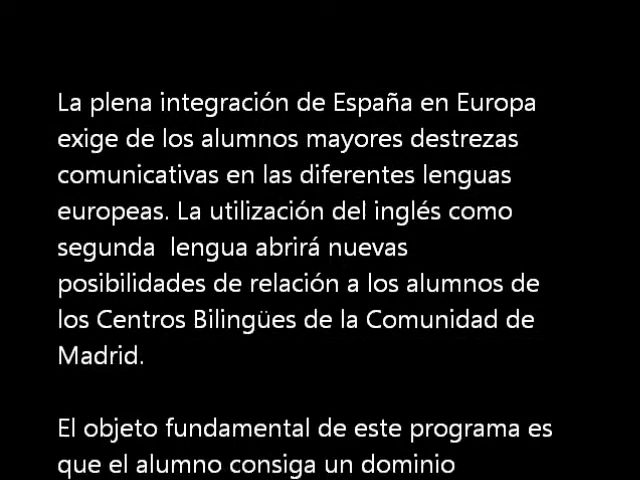 La plena integración de España en Europa
exige de los alumnos mayores destrezas
comunicativas en las diferentes lenguas
europeas. La utilización del inglés como
segunda  lengua abrirá nuevas
posibilidades de relación a los alumnos de
los Centros Bilingües de la Comunidad de
Madrid.

El objeto fundamental de este programa es
que el alumno consiga un dominio